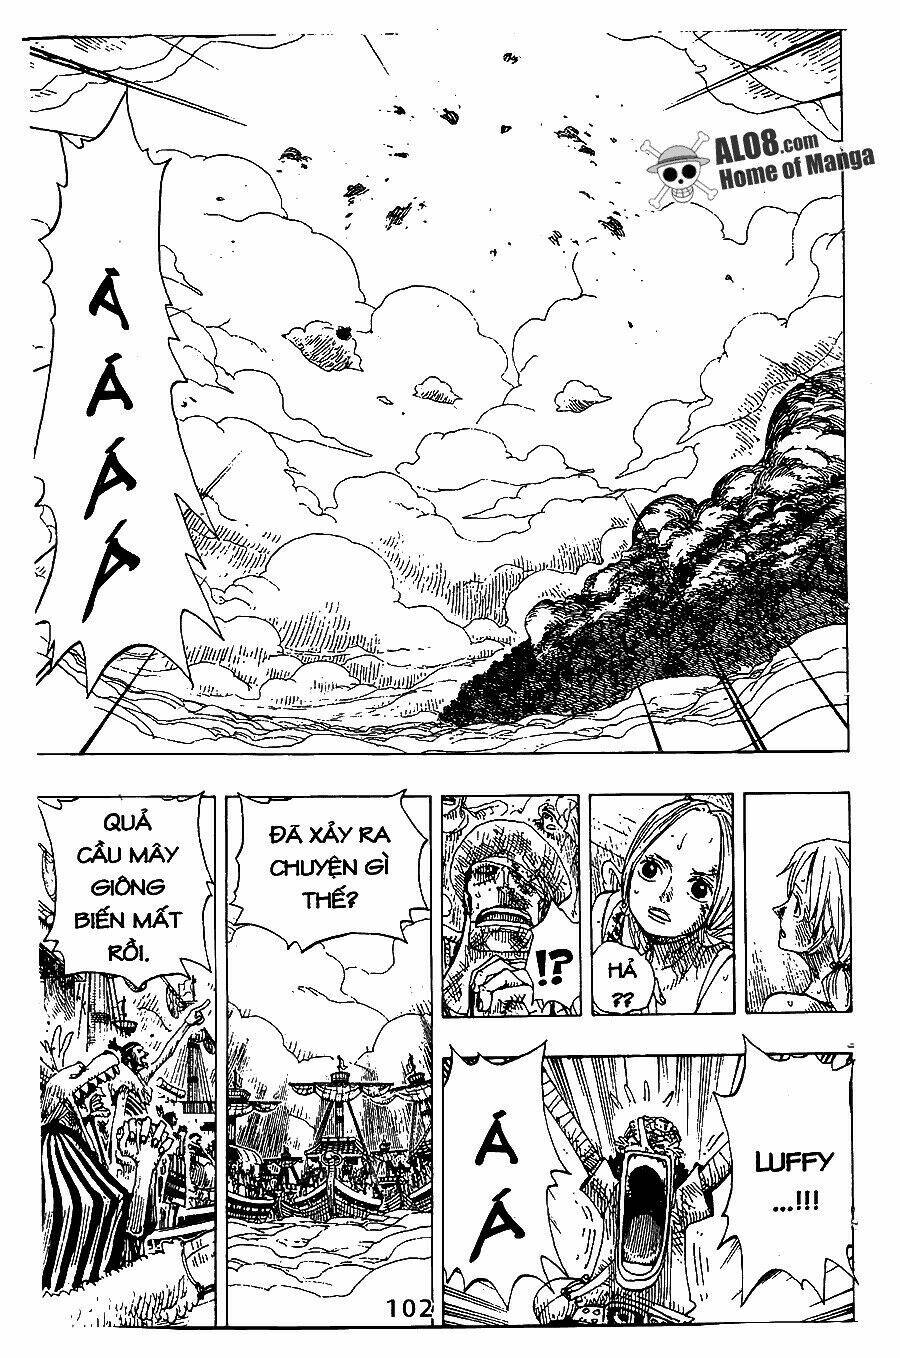 ALO8.com
Home of Manga
À
Á
Á
Á
HẢ
??
!?
ĐÃ XẢY RA
CHUYỆN GÌ
THẾ?
QUẢ
CẦU MÂY
GIÔNG
BIẾN MẤT
RỒI.
LUFFY
...!!!
Á
Á
102